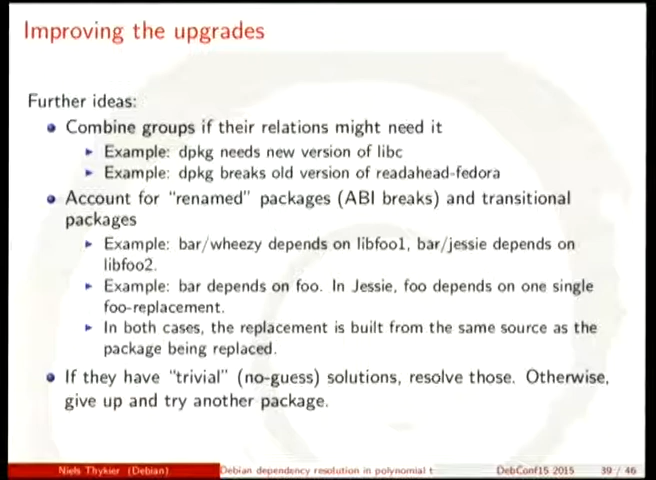 Improving the upgrades
Further ideas:
Combine groups if their relations might need it
Example: dpkg needs new version of libc
Example: dpkg breaks old version of readahead-fedora
Account for "renamed" packages (ABI breaks) and transitional
packages
Example: bar/wheezy depends on libfoo1, bar/jessie depends on
libfoo2.
Example: bar depends on foo. In Jessie, foo depends on one single
foo-replacement.
In both cases, the replacement is built from the same source as the
package being replaced.
If they have "trivial" (no-guess) solutions, resolve those. Otherwise,
give up and try another package.
Niels Thykier (Debian) Debian dependency resolution in polynomial t DebConf15 2015 39 / 46